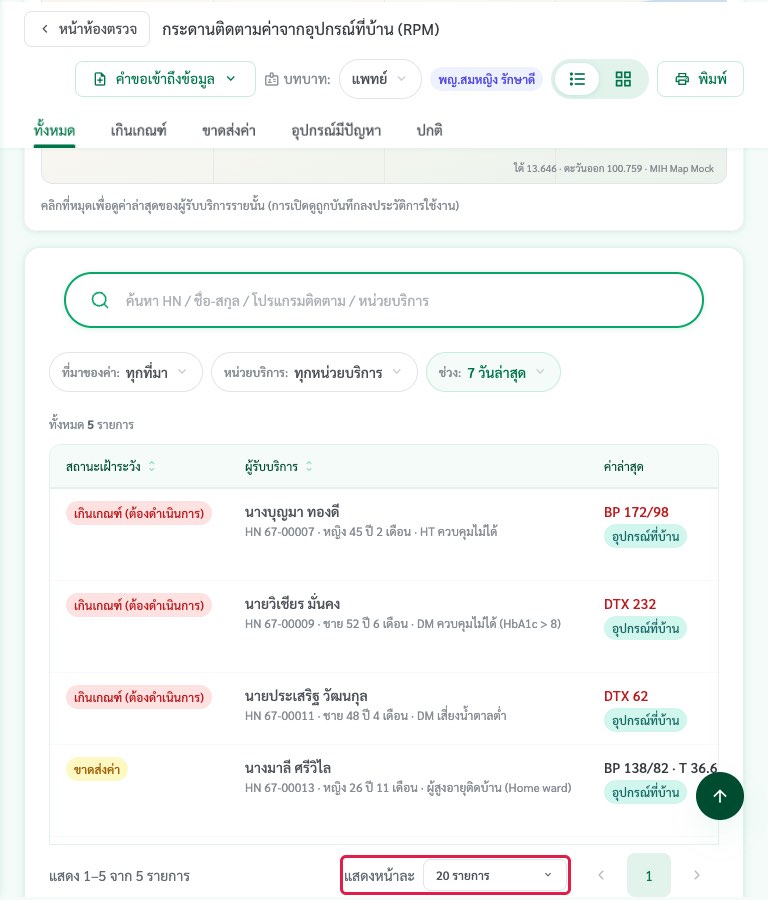 หน้าห้องตรวจ
กระดานติดตามค่าจากอุปกรณ์ที่บ้าน (RPM)
คำขอเข้าถึงข้อมูล
บทบาท:
แพทย์
พญ.สมหญิง รักษาดี
พิมพ์
ทั้งหมด
เกินเกณฑ์
ขาดส่งค่า
อุปกรณ์มีปัญหา
ปกติ
ใต้ 13.646 · ตะวันออก 100.759 · MIH Map Mock
คลิกที่หมุดเพื่อดูค่าล่าสุดของผู้รับบริการรายนั้น (การเปิดดูถูกบันทึกลงประวัติการใช้งาน)
ค้นหา HN / ชื่อ-สกุล / โปรแกรมติดตาม / หน่วยบริการ
ที่มาของค่า: ทุกที่มา
หน่วยบริการ: ทุกหน่วยบริการ
ช่วง: 7 วันล่าสุด
ทั้งหมด 5 รายการ
สถานะเฝ้าระวัง
ผู้รับบริการ
ค่าล่าสุด
เกินเกณฑ์ (ต้องดำเนินการ)
นางบุญมา ทองดี
HN 67-00007 · หญิง 45 ปี 2 เดือน · HT ควบคุมไม่ได้
BP 172/98
อุปกรณ์ที่บ้าน
เกินเกณฑ์ (ต้องดำเนินการ)
นายวิเชียร มั่นคง
HN 67-00009 · ชาย 52 ปี 6 เดือน · DM ควบคุมไม่ได้ (HbA1c > 8)
DTX 232
อุปกรณ์ที่บ้าน
เกินเกณฑ์ (ต้องดำเนินการ)
นายประเสริฐ วัฒนกุล
HN 67-00011 · ชาย 48 ปี 4 เดือน · DM เสี่ยงน้ำตาลต่ำ
DTX 62
อุปกรณ์ที่บ้าน
ขาดส่งค่า
นางมาลี ศรีวิไล
HN 67-00013 · หญิง 26 ปี 11 เดือน · ผู้สูงอายุติดบ้าน (Home ward)
BP 138/82 · T 36.6
อุปกรณ์ที่บ้าน
แสดง 1–5 จาก 5 รายการ
แสดงหน้าละ
20 รายการ
1